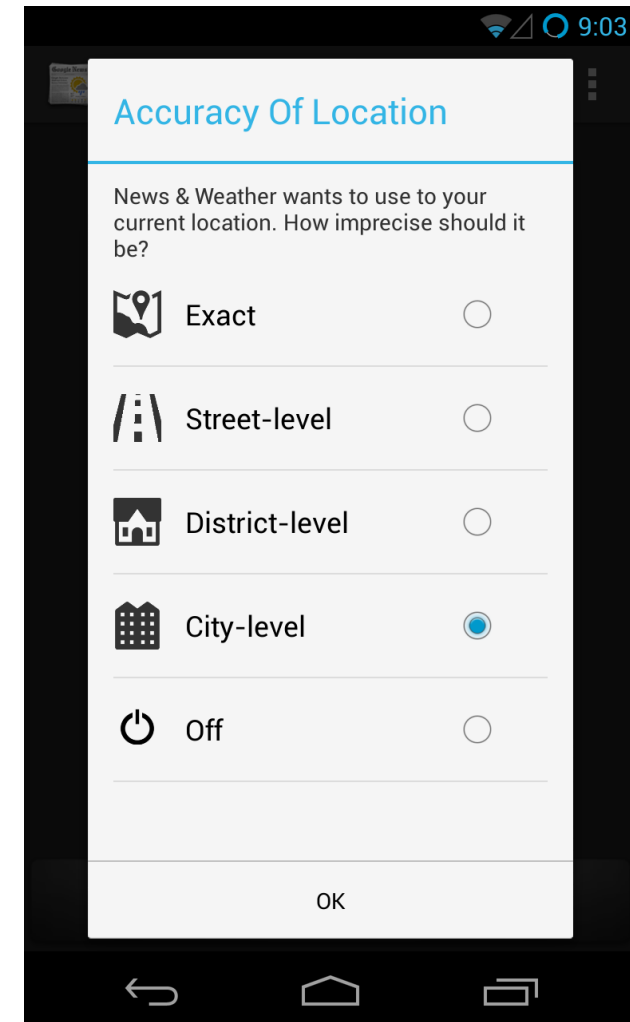 9:03
Accuracy Of Location
News & Weather wants to use to your
current location. How imprecise should it
be?
Exact
Street-level
District-level
City-level
Off
OK